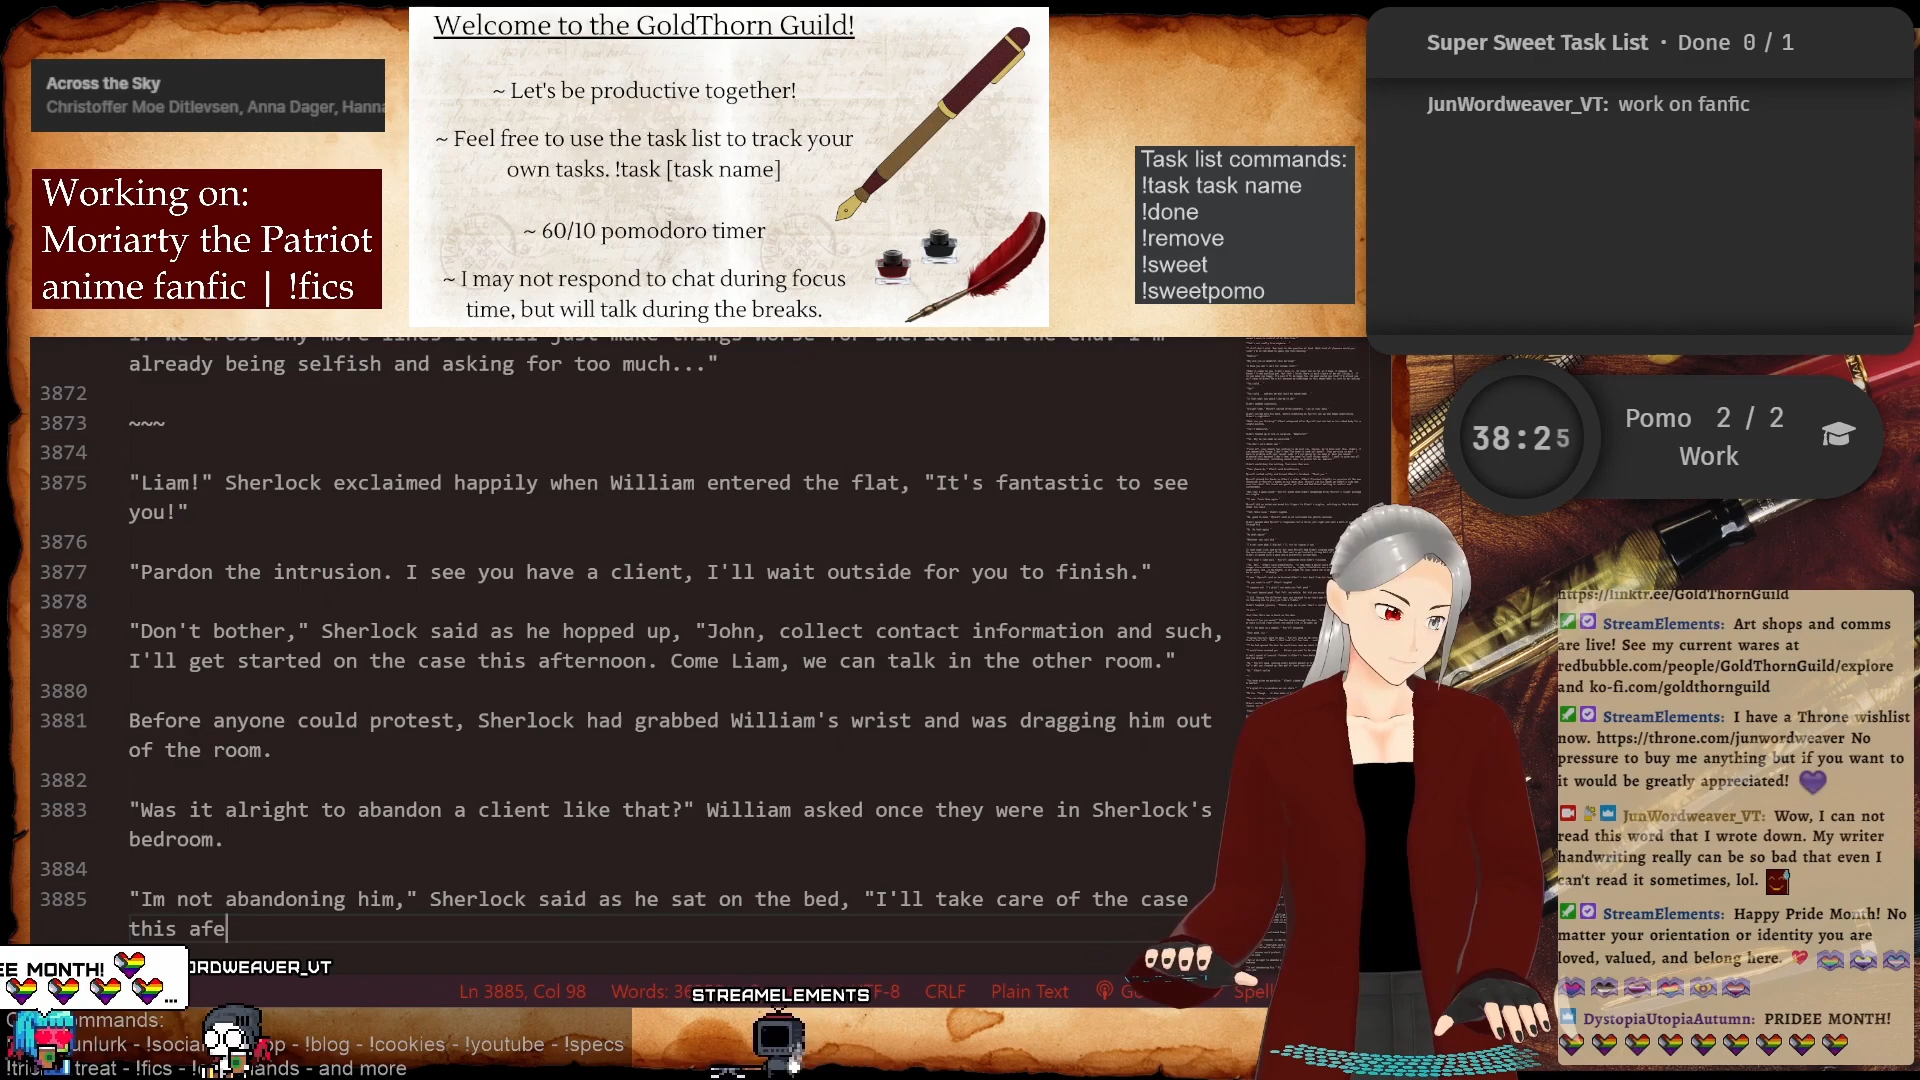 Across the Sky
Christoffer Moe Ditlevsen, Anna Dager, Hanna
Working on:
Moriarty the Patriot
anime fanfic | !fics
Welcome to the GoldThorn Guild!
~ Let's be productive together!
~ Feel free to use the task list to track your
own tasks. !task [task name]
~ 60/10 pomodoro timer
~ I may not respond to chat during focus
time, but will talk during the breaks.
Task list commands:
!task task name
!done
!remove
!sweet
!sweetpomo
Super Sweet Task List · Done 0 / 1
JunWordweaver_VT: work on fanfic
38:25
Pomo 2 / 2
Work
already being selfish and asking for too much..."
3872
3873 ~~~
3874
3875 "Liam!" Sherlock exclaimed happily when William entered the flat, "It's fantastic to see
you!"
3876
3877 "Pardon the intrusion. I see you have a client, I'll wait outside for you to finish."
3878
3879 "Don't bother," Sherlock said as he hopped up, "John, collect contact information and such,
I'll get started on the case this afternoon. Come Liam, we can talk in the other room."
3880
3881 Before anyone could protest, Sherlock had grabbed William's wrist and was dragging him out
of the room.
3882
3883 "Was it alright to abandon a client like that?" William asked once they were in Sherlock's
bedroom.
3884
3885 "Im not abandoning him," Sherlock said as he sat on the bed, "I'll take care of the case
this afe
Ln 3885, Col 98 Words: CRLF Plain Text
https://linktr.ee/GoldThornGuild
StreamElements: Art shops and comms
are live! See my current wares at
redbubble.com/people/GoldThornGuild/explore
and ko-fi.com/goldthornguild
StreamElements: I have a Throne wishlist
now. https://throne.com/junwordweaver No
pressure to buy me anything but if you want to
it would be greatly appreciated!
JunWordweaver_VT: Wow, I can not
read this word that I wrote down. My writer
handwriting really can be so bad that even I
can't read it sometimes, lol.
StreamElements: Happy Pride Month! No
matter your orientation or identity you are
loved, valued, and belong here.
DystopiaUtopiaAutumn: PRIDEE MONTH!
EE MONTH!
...
ORDWEAVER_VT
STREAMELEMENTS
mmands:
unlurk - !socia - !blog - !cookies - !youtube - !specs
treat - !fics - ands - and more